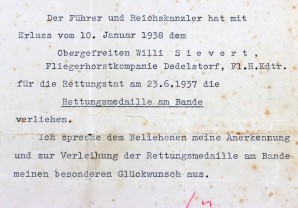 Der Führer und Reichskanzler hat mit
Erlass vom 10. Januar 1938 dem
Obergefreiten Willi Sievert,
Fliegerhorstkompanie Dedelstorf, Fl.H.Kdtr.
für die Rettungstat am 23.6.1937 die
Rettungsmedaille am Bande
verliehen.
Ich spreche dem Beliehenen meine Anerkennung
und zur Verleihung der Rettungsmedaille am Bande
meinen besonderen Glückwunsch aus.